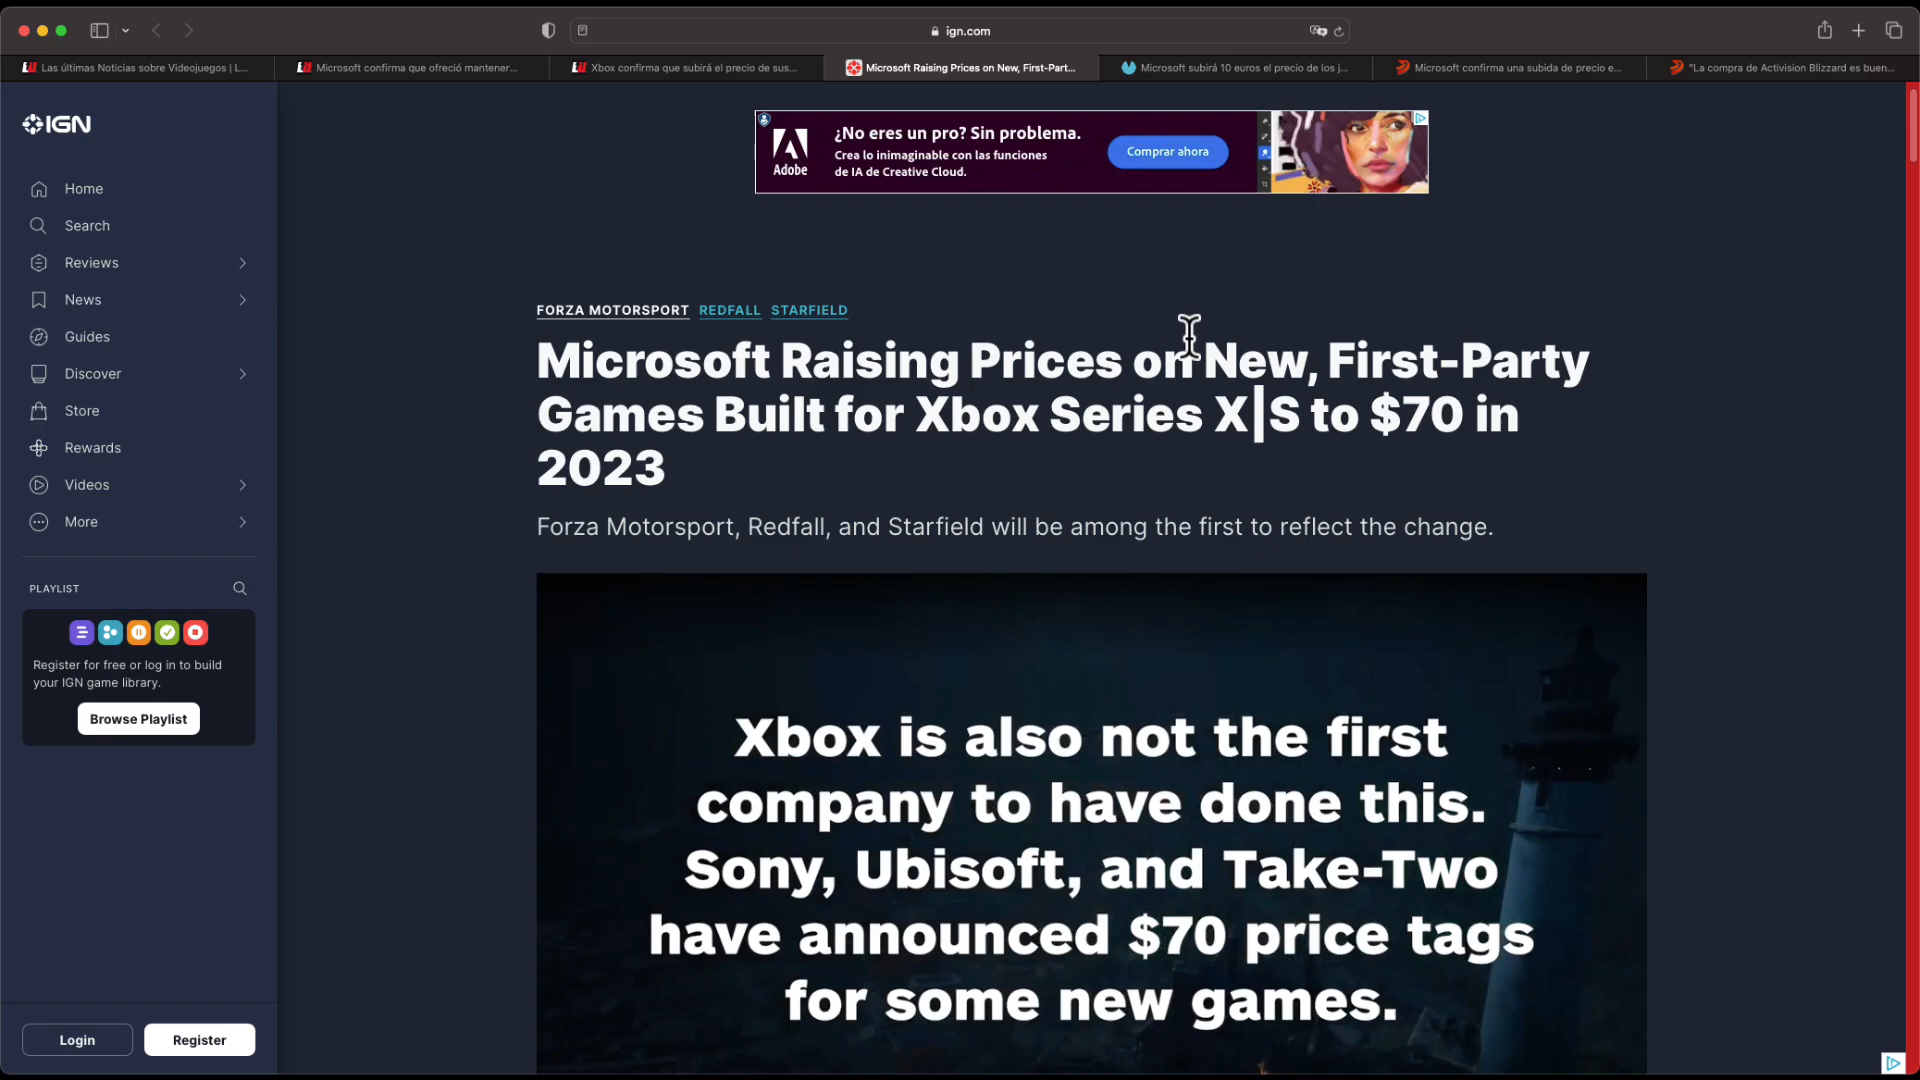 ign.com
Las últimas Noticias sobre Videojuegos | L...
Microsoft confirma que ofreció mantener...
Xbox confirma que subirá el precio de sus...
Microsoft Raising Prices on New, First-Part...
Microsoft subirá 10 euros el precio de los j...
Microsoft confirma una subida de precio e...
"La compra de Activision Blizzard es buen...
IGN
Home
Search
Reviews
News
Guides
Discover
Store
Rewards
Videos
More
PLAYLIST
Register for free or log in to build
your IGN game library.
Browse Playlist
Login
Register
Adobe
¿No eres un pro? Sin problema.
Crea lo inimaginable con las funciones
de IA de Creative Cloud.
Comprar ahora
FORZA MOTORSPORT REDFALL STARFIELD
Microsoft Raising Prices on New, First-Party
Games Built for Xbox Series X|S to $70 in
2023
Forza Motorsport, Redfall, and Starfield will be among the first to reflect the change.
Xbox is also not the first
company to have done this.
Sony, Ubisoft, and Take-Two
have announced $70 price tags
for some new games.